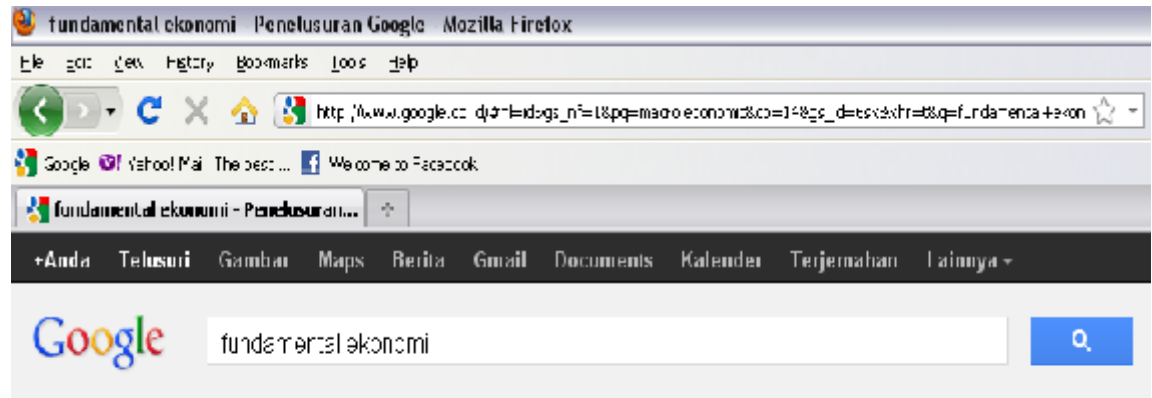 fundamental ekonomi - Penelusuran Google - Mozilla Firefox
File Edit View History Bookmarks Tools Help
Google Yahoo! Mail The best ... Welcome to Facebook
fundamental ekonomi - Penelusuran...
+Anda Telusuri Gambar Maps Berita Gmail Documents Kalender Terjemahan Lainnya
Google fundamental ekonomi